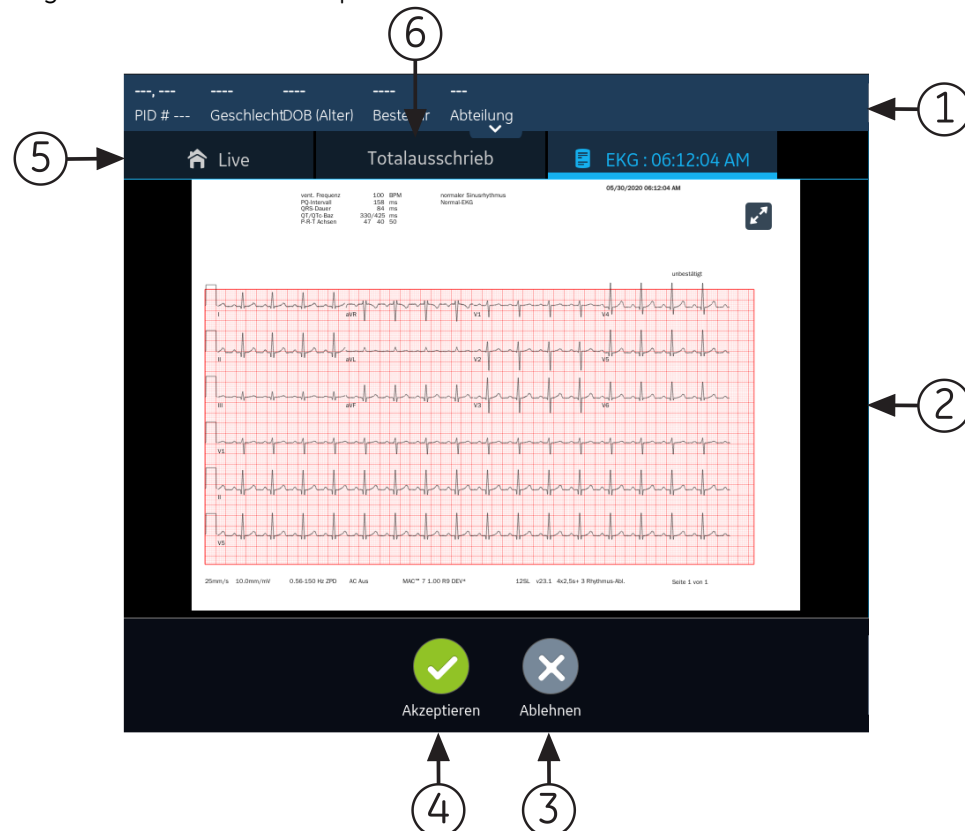 6
---, --- ---- ---- ---- ---
PID # --- Geschlecht DOB (Alter) Abteilung
1
5
Live Totalausschrieb EKG : 06:12:04 AM
05/30/2020 06:12:04 AM
vent. Frequenz 100 BPM normaler Sinusrhythmus
PQ-Intervall 158 ms Normal-EKG
QRS-Dauer 84 ms
QT/QTc-Baz 330/425 ms
P-R-T Achsen 47 40 50
unbestätigt
I aVR V1 V4
II aVL V2 V5
2
III aVF V3 V6
V1
II
V5
25mm/s 10.0mm/mV 0.56-150 Hz ZPD AC Aus MAC™ 7 1.00 R9 DEV* 12SL v23.1 4x2,5s+ 3 Rhythmus-Abl. Seite 1 von 1
Akzeptieren Ablehnen
4 3